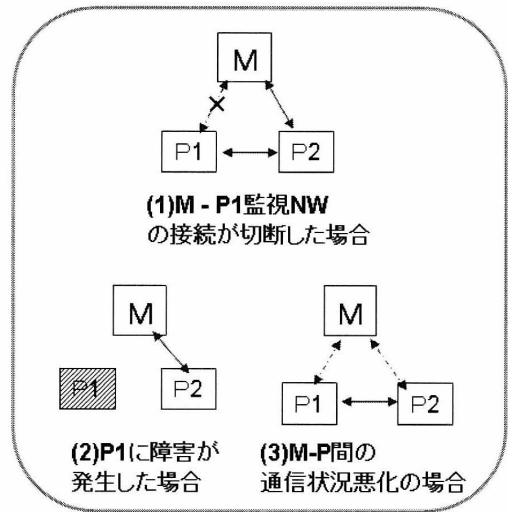 M
P1
P2
(1)M - P1監視NW
の接続が切断した場合
M
P1
P2
(2)P1に障害が
発生した場合
M
P1
P2
(3)M-P間の
通信状況悪化の場合